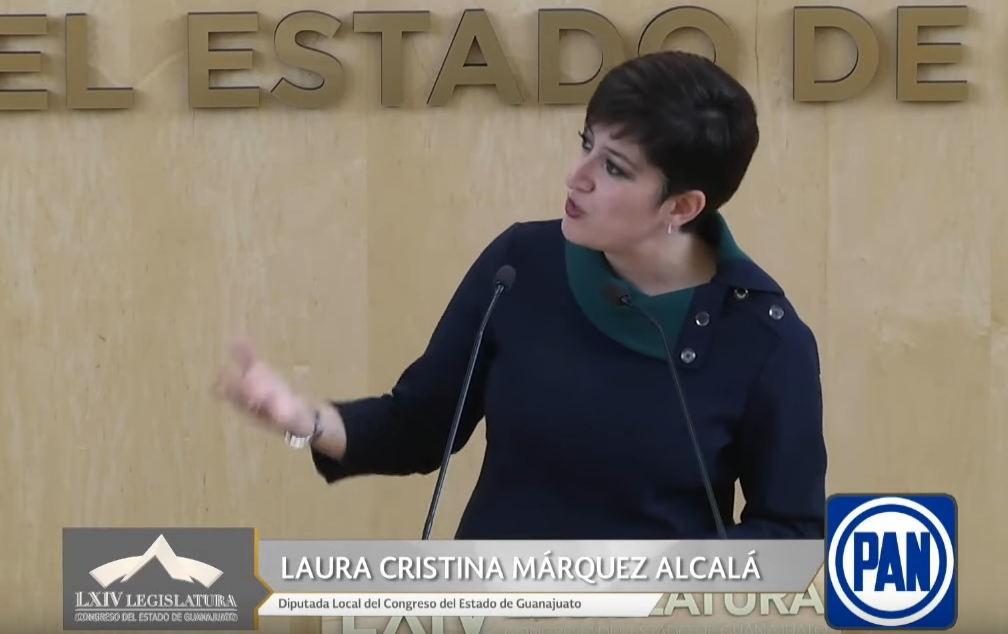 EL ESTADO DE
LAURA CRISTINA MÁRQUEZ ALCALÁ
PAN
LXIV LEGISLATURA
CONGRESO DEL ESTADO DE GUANAJUATO
Diputada Local del Congreso del Estado de Guanajuato
LXIV